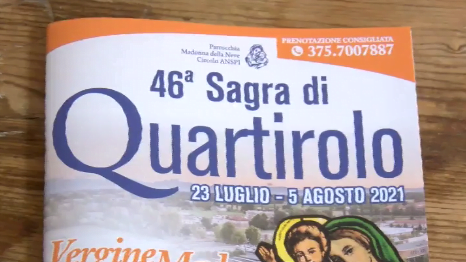 Parrocchia
Madonna della Neve
Circolo ANSPI
PRENOTAZIONE CONSIGLIATA
375.7007887
46ª Sagra di
Quartirolo
23 LUGLIO - 5 AGOSTO 2021
Vergine